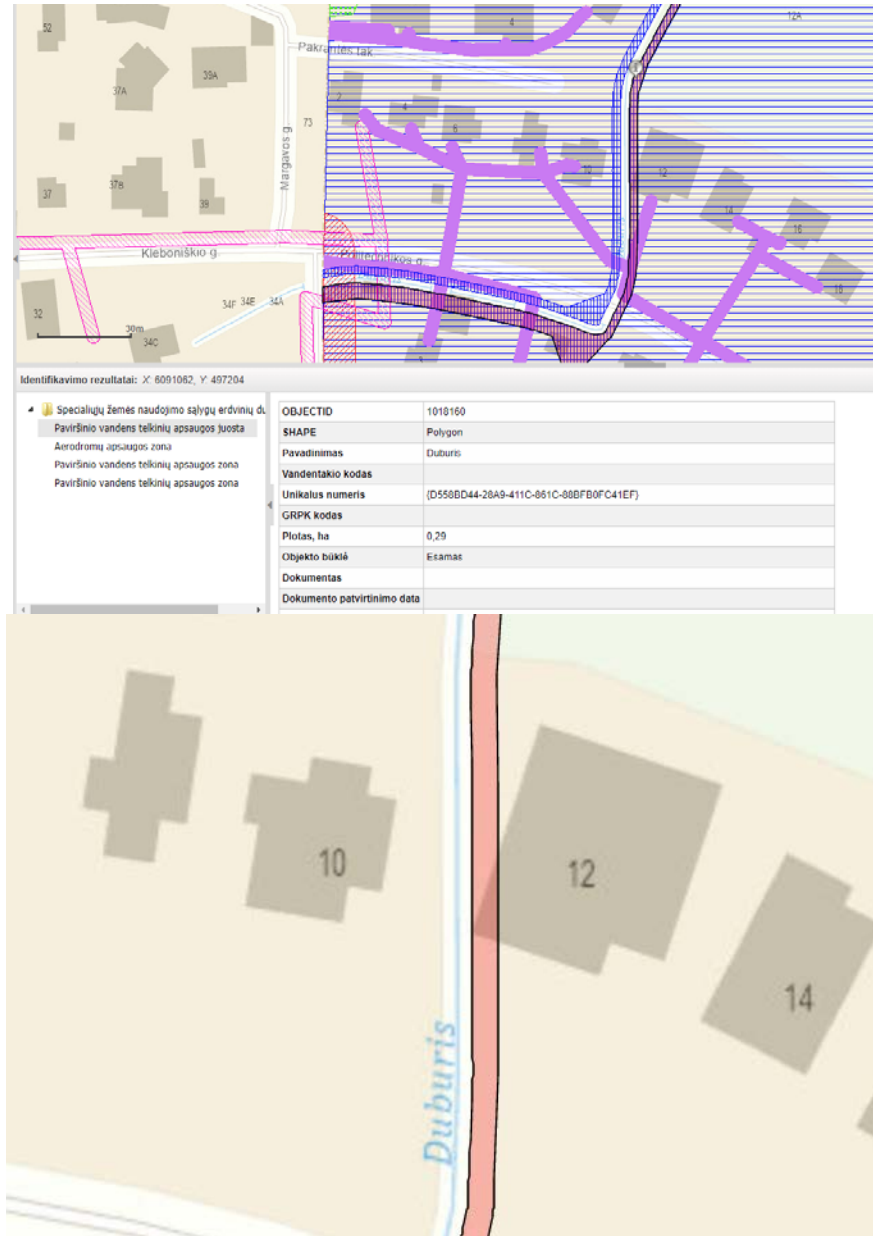 52
4
12A
Pakrantės tak.
39A
37A
2
4
73
6
Margavos g.
10
12
37B
37
39
14
16
Kleboniškio g.
18
34F 34E 34A
32
30m
34C
Identifikavimo rezultatai: X: 6091062, Y: 497204
Specialiųjų žemės naudojimo sąlygų erdvinių du
Paviršinio vandens telkinių apsaugos juosta
Aerodromų apsaugos zona
Paviršinio vandens telkinių apsaugos zona
Paviršinio vandens telkinių apsaugos zona
OBJECTID 1018160
SHAPE Polygon
Pavadinimas Duburis
Vandentakio kodas
Unikalus numeris {D558BD44-28A9-411C-861C-88BFB0FC41EF}
GRPK kodas
Plotas, ha 0,29
Objekto būklė Esamas
Dokumentas
Dokumento patvirtinimo data
10
12
14
Duburis